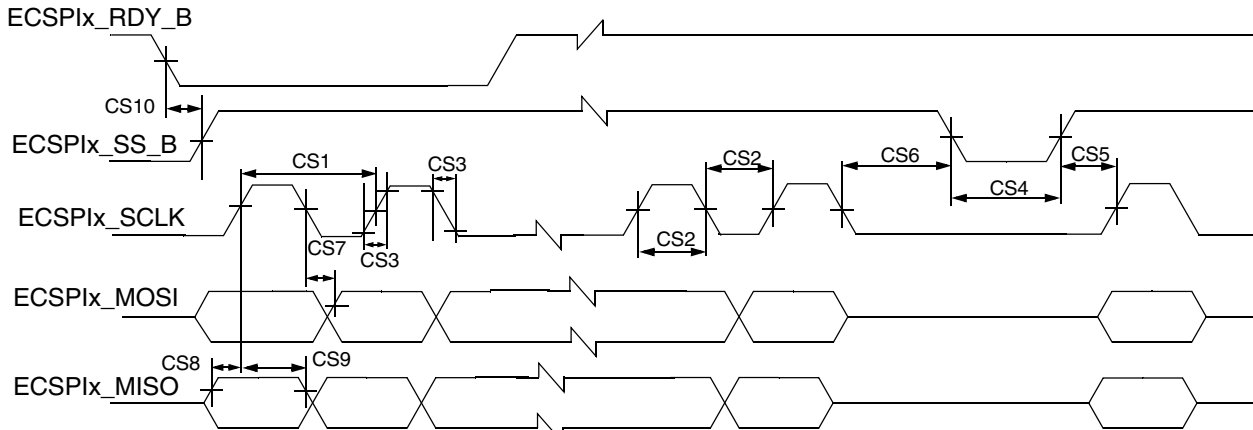 ECSPIx_RDY_B
CS10
ECSPIx_SS_B
CS1
CS3
CS2
CS6
CS5
CS4
ECSPIx_SCLK
CS7
CS3
CS2
ECSPIx_MOSI
CS8
CS9
ECSPIx_MISO